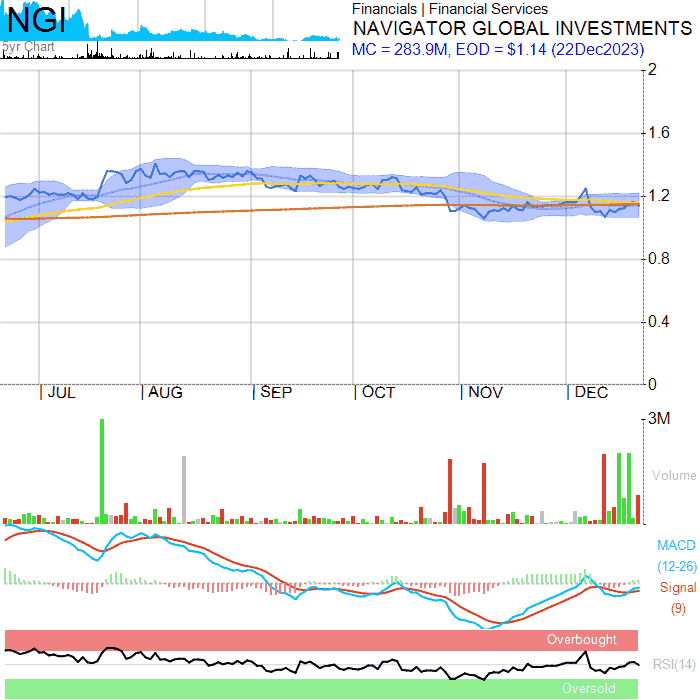 NGI
5yr Chart
Financials | Financial Services
NAVIGATOR GLOBAL INVESTMENTS
MC = 283.9M, EOD = $1.14 (22Dec2023)
2
1.6
1.2
0.8
0.4
0
| JUL | AUG | SEP | OCT | NOV | DEC
3M
Volume
MACD
(12-26)
Signal
(9)
Overbought
RSI(14)
Oversold